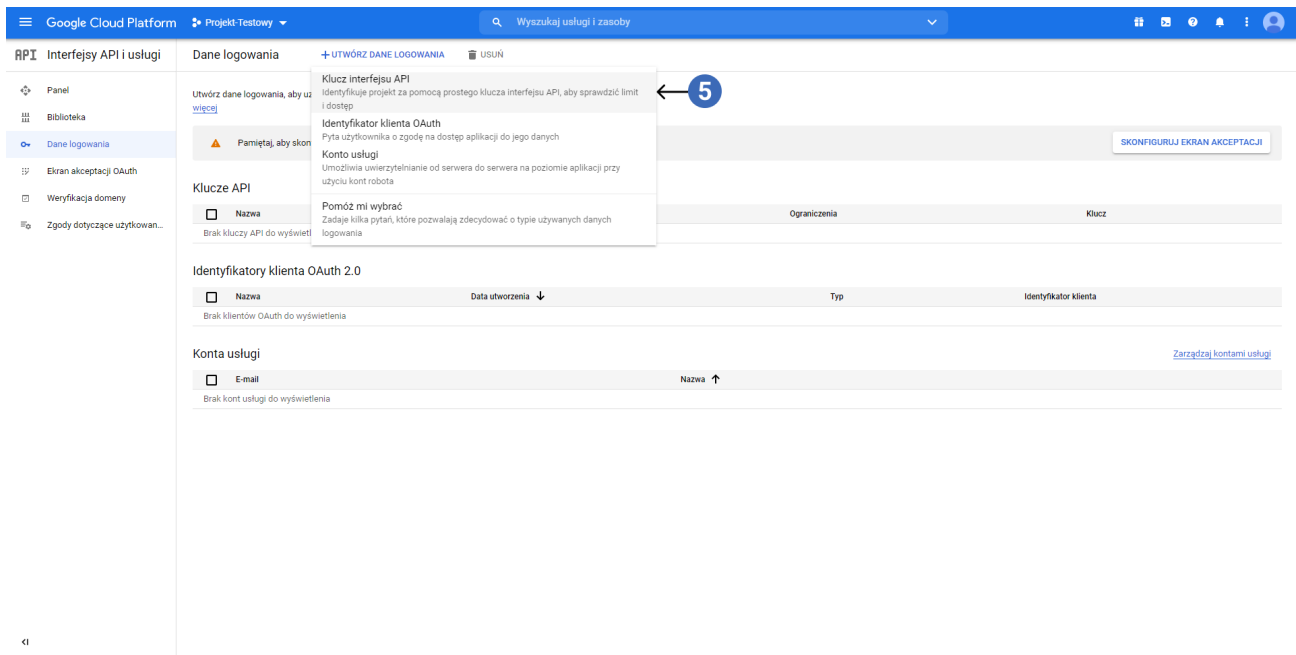 Google Cloud Platform Projekt-Testowy Wyszukaj usługi i zasoby
API Interfejsy API i usługi
Dane logowania + UTWÓRZ DANE LOGOWANIA USUŃ
Panel
Biblioteka
Dane logowania
Ekran akceptacji OAuth
Weryfikacja domeny
Zgody dotyczące użytkowan...
Utwórz dane logowania, aby uz
więcej
Klucz interfejsu API
Identyfikuje projekt za pomocą prostego klucza interfejsu API, aby sprawdzić limit
i dostęp
5
Identyfikator klienta OAuth
Pyta użytkownika o zgodę na dostęp aplikacji do jego danych
Konto usługi
Umożliwia uwierzytelnianie od serwera do serwera na poziomie aplikacji przy
użyciu kont robota
Pomóż mi wybrać
Zadaje kilka pytań, które pozwalają zdecydować o typie używanych danych
logowania
Pamiętaj, aby skon
SKONFIGURUJ EKRAN AKCEPTACJI
Klucze API
Nazwa Ograniczenia Klucz
Brak kluczy API do wyświetl
Identyfikatory klienta OAuth 2.0
Nazwa Data utworzenia Typ Identyfikator klienta
Brak klientów OAuth do wyświetlenia
Konta usługi Zarządzaj kontami usługi
E-mail Nazwa
Brak kont usługi do wyświetlenia